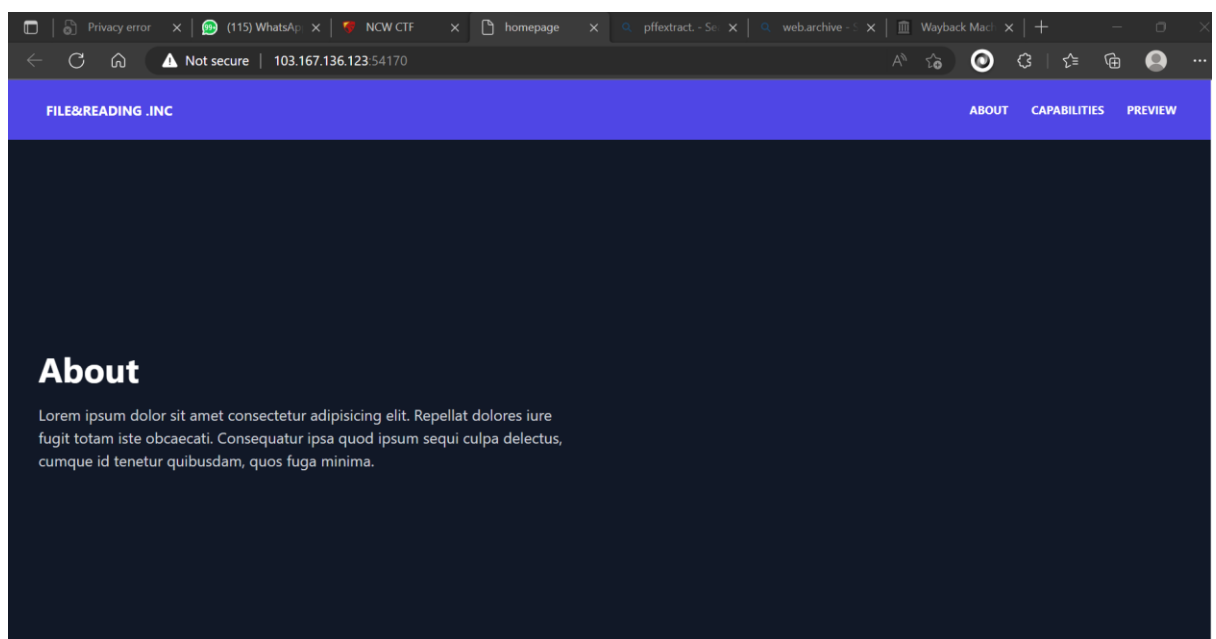 Privacy error
(115) WhatsAp
NCW CTF
homepage
pffextract. - Se
web.archive - S
Wayback Mach
Not secure | 103.167.136.123:54170
FILE&READING .INC
ABOUT
CAPABILITIES
PREVIEW
About
Lorem ipsum dolor sit amet consectetur adipisicing elit. Repellat dolores iure
fugit totam iste obcaecati. Consequatur ipsa quod ipsum sequi culpa delectus,
cumque id tenetur quibusdam, quos fuga minima.